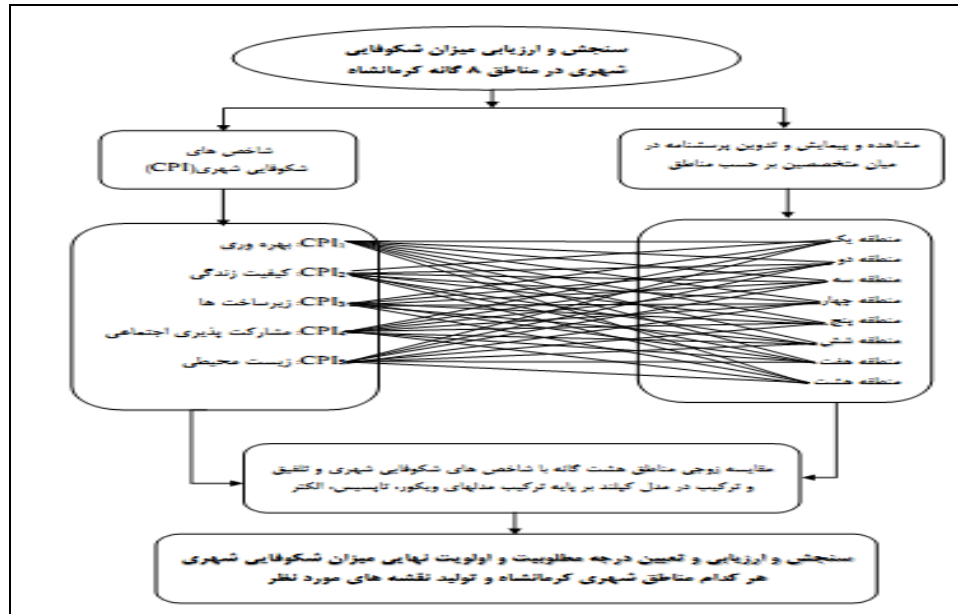 سنجش و ارزیابی میزان شکوفایی
شهری در مناطق ۸ گانه کرمانشاه
مشاهده و پیمایش و تدوین پرسشنامه در
میان متخصصین بر حسب مناطق
شاخص های
شکوفایی شهری(CPI)
منطقه یک
منطقه دو
منطقه سه
منطقه چهار
منطقه پنج
منطقه شش
منطقه هفت
منطقه هشت
CPI₁: بهره وری
CPI₂: کیفیت زندگی
CPI₃: زیرساخت ها
CPI₄: مشارکت پذیری اجتماعی
CPI₅: زیست محیطی
مقایسه زوجی مناطق هشت گانه با شاخص های شکوفایی شهری و تلفیق
و ترکیب در مدل کپلند بر پایه ترکیب مدلهای ویکور، تاپسیس، الکتر
سنجش و ارزیابی و تعیین درجه مطلوبیت و اولویت نهایی میزان شکوفایی شهری
هر کدام مناطق شهری کرمانشاه و تولید نقشه های مورد نظر